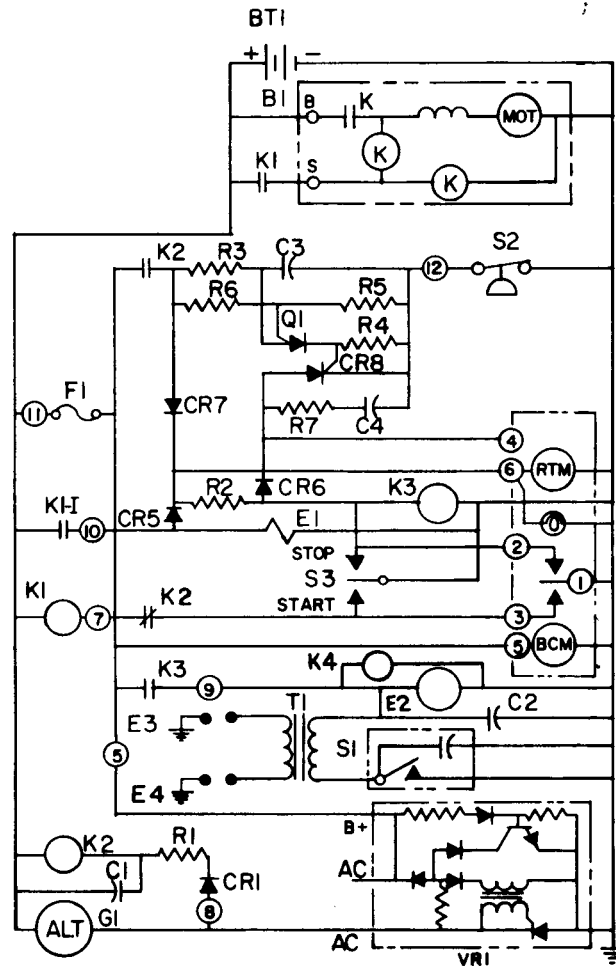 BT1
+ −
B1 B K MOT
K
K1 S K
K2 R3 C3 12 S2
R6 R5
Q1 R4
CR8
F1
11
CR7 R7 C4
4
6 RTM
R2 CR6 K3
K1-I 10 CR5 E1
STOP 2
S3 1
K1 START
7 K2 3
5 BCM
K4
K3 9 E2
T1 C2
E3
S1
5
E4
B+
K2 R1
C1 AC
CR1
8
ALT G1
AC
VR1